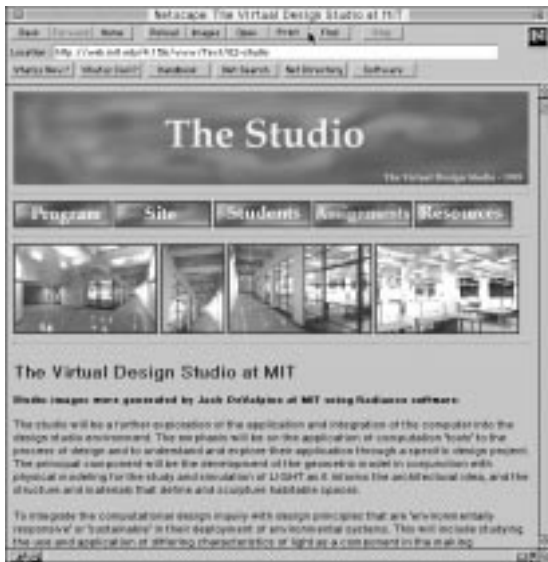 Netscape: The Virtual Design Studio at MIT
Back Forward Home Reload Images Open Print Find Stop
Location:
What's New? What's Cool? Handbook Net Search Net Directory Software
The Studio
The Virtual Design Studio - 1995
Program Site Students Assignments Resources
The Virtual Design Studio at MIT
Studio images were generated by Jack DeValpine at MIT using Radiance software.
The studio will be a further exploration of the application and integration of the computer into the
design studio environment. The emphasis will be on the application of computation "tools" to the
process of design and to understand and explore their application through a specific design project.
The principal component will be the development of the geometric model in conjunction with
physical modeling for the study and simulation of LIGHT as it informs the architectural idea, and the
structure and materials that define and sculpture habitable spaces.
To integrate the computational design inquiry with design principles that are "environmentally
responsive" or "sustainable" in their deployment of environmental systems. This will include studying
the use and application of differing characteristics of light as a component in the making